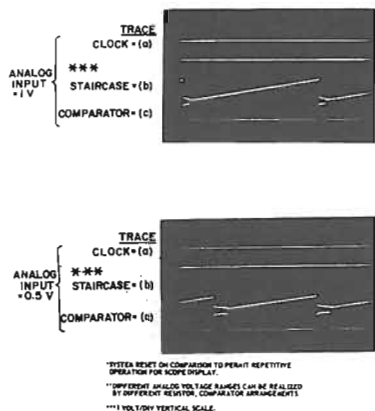 TRACE
CLOCK = (a)
***
STAIRCASE = (b)
COMPARATOR = (c)
ANALOG
INPUT
= 1 V
TRACE
CLOCK = (a)
***
STAIRCASE = (b)
COMPARATOR = (c)
ANALOG
INPUT
= 0.5 V
*SYSTEM RESET ON COMPARISON TO PERMIT REPETITIVE
OPERATION FOR SCOPE DISPLAY.
**DIFFERENT ANALOG VOLTAGE RANGES CAN BE REALIZED
BY DIFFERENT RESISTOR, COMPARATOR ARRANGEMENTS
***1 VOLT/DIV VERTICAL SCALE.